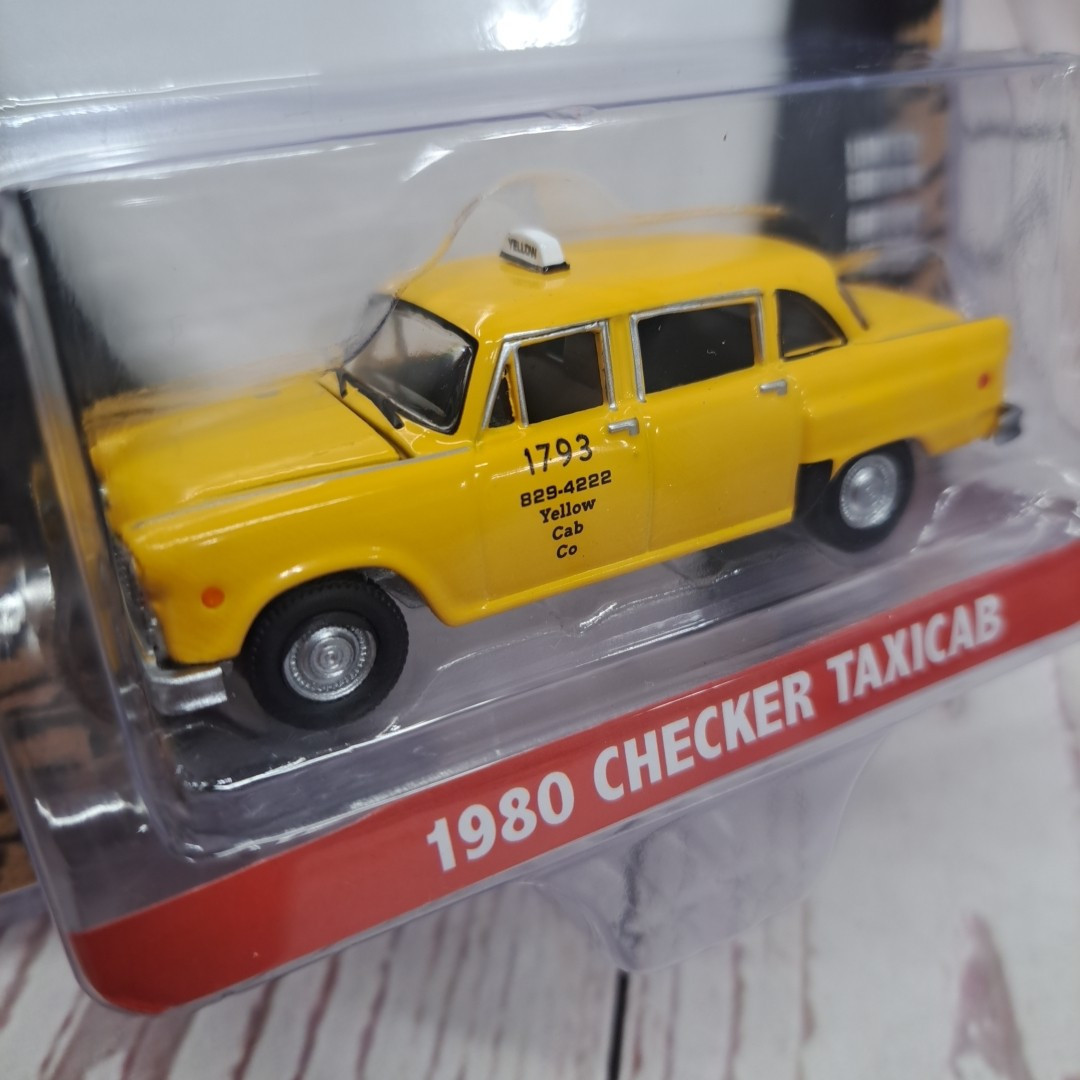 YELLOW
1793
829-4222
Yellow
Cab
Co
1980 CHECKER TAXICAB